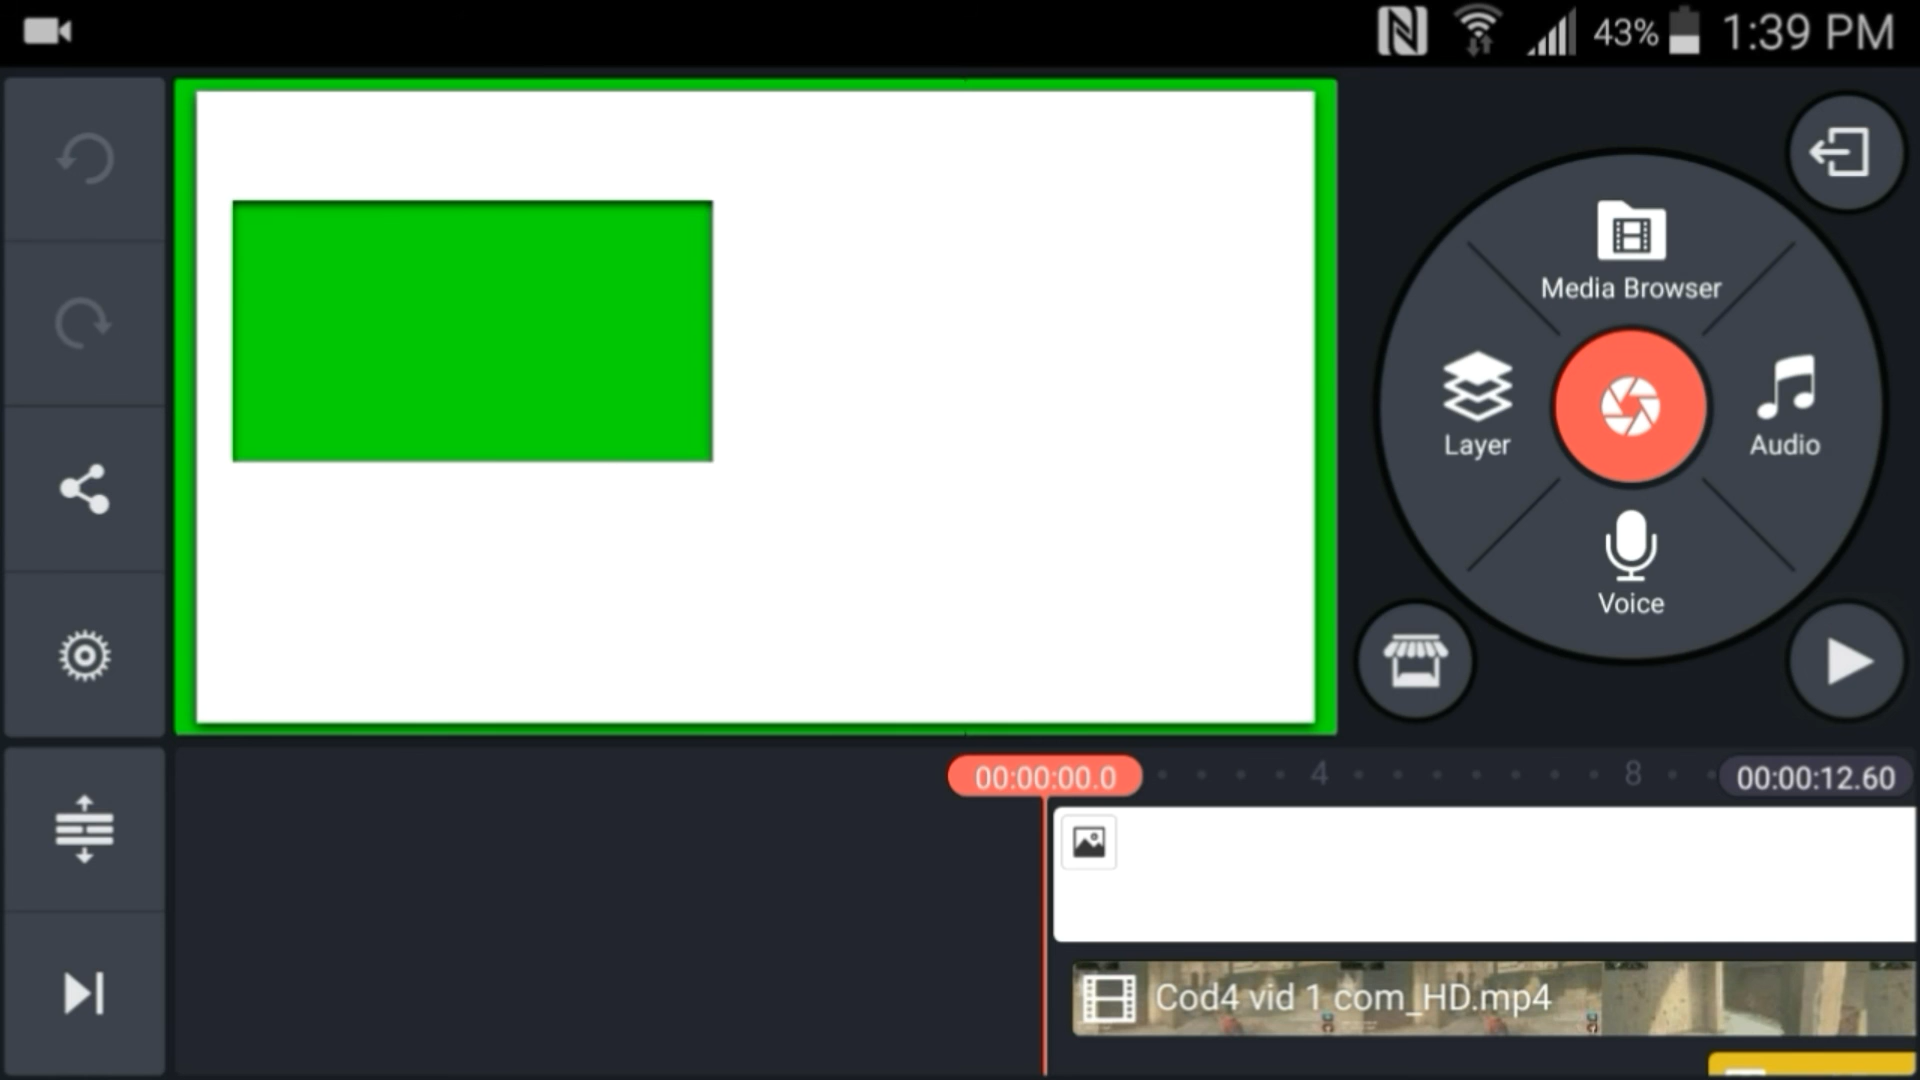 43% 1:39 PM
Media Browser
Layer
Audio
Voice
00:00:00.0
4
8
00:00:12.60
Cod4 vid 1 com_HD.mp4